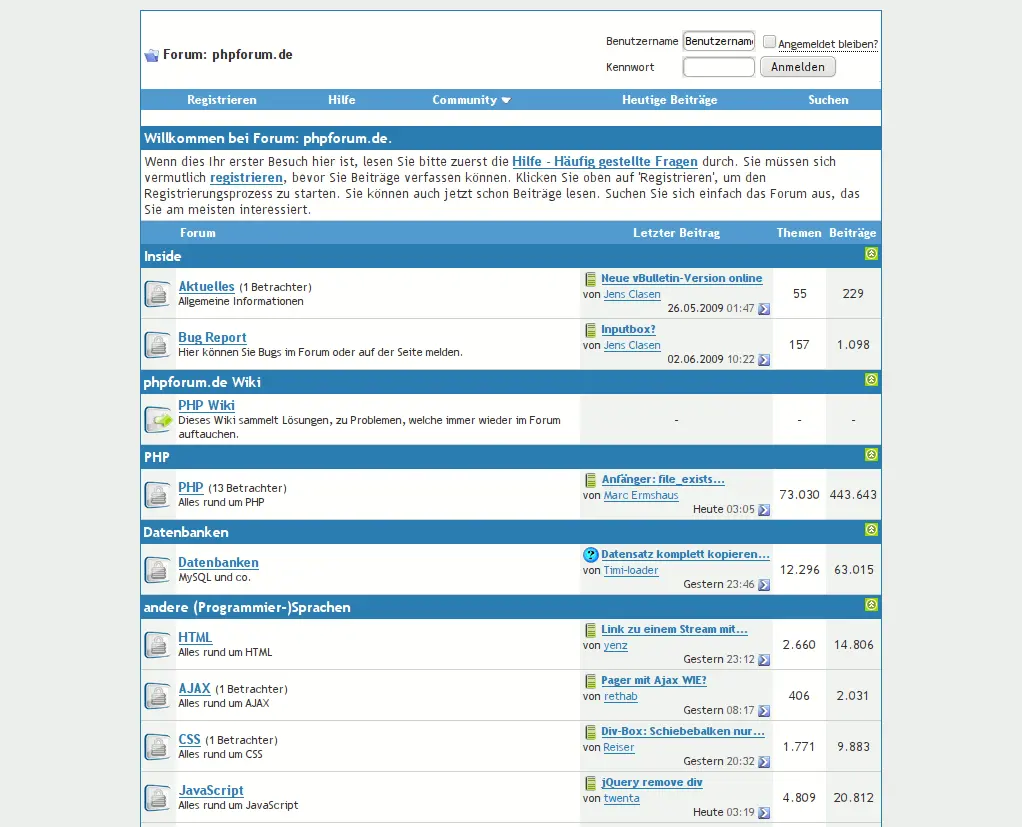 Forum: phpforum.de
Benutzername Benutzername Angemeldet bleiben?
Kennwort Anmelden
Registrieren Hilfe Community Heutige Beiträge Suchen
Willkommen bei Forum: phpforum.de.
Wenn dies Ihr erster Besuch hier ist, lesen Sie bitte zuerst die Hilfe - Häufig gestellte Fragen durch. Sie müssen sich
vermutlich registrieren, bevor Sie Beiträge verfassen können. Klicken Sie oben auf 'Registrieren', um den
Registrierungsprozess zu starten. Sie können auch jetzt schon Beiträge lesen. Suchen Sie sich einfach das Forum aus, das
Sie am meisten interessiert.
Forum Letzter Beitrag Themen Beiträge
Inside
Aktuelles (1 Betrachter)
Allgemeine Informationen
Neue vBulletin-Version online
von Jens Clasen
26.05.2009 01:47
55 229
Bug Report
Hier können Sie Bugs im Forum oder auf der Seite melden.
Inputbox?
von Jens Clasen
02.06.2009 10:22
157 1.098
phpforum.de Wiki
PHP Wiki
Dieses Wiki sammelt Lösungen, zu Problemen, welche immer wieder im Forum
auftauchen.
- - -
PHP
PHP (13 Betrachter)
Alles rund um PHP
Anfänger: file_exists...
von Marc Ermshaus
Heute 03:05
73.030 443.643
Datenbanken
Datenbanken
MySQL und co.
Datensatz komplett kopieren...
von Timi-loader
Gestern 23:46
12.296 63.015
andere (Programmier-)Sprachen
HTML
Alles rund um HTML
Link zu einem Stream mit...
von yenz
Gestern 23:12
2.660 14.806
AJAX (1 Betrachter)
Alles rund um AJAX
Pager mit Ajax WIE?
von rethab
Gestern 08:17
406 2.031
CSS (1 Betrachter)
Alles rund um CSS
Div-Box: Schiebebalken nur...
von Reiser
Gestern 20:32
1.771 9.883
JavaScript
Alles rund um JavaScript
jQuery remove div
von twenta
Heute 03:19
4.809 20.812